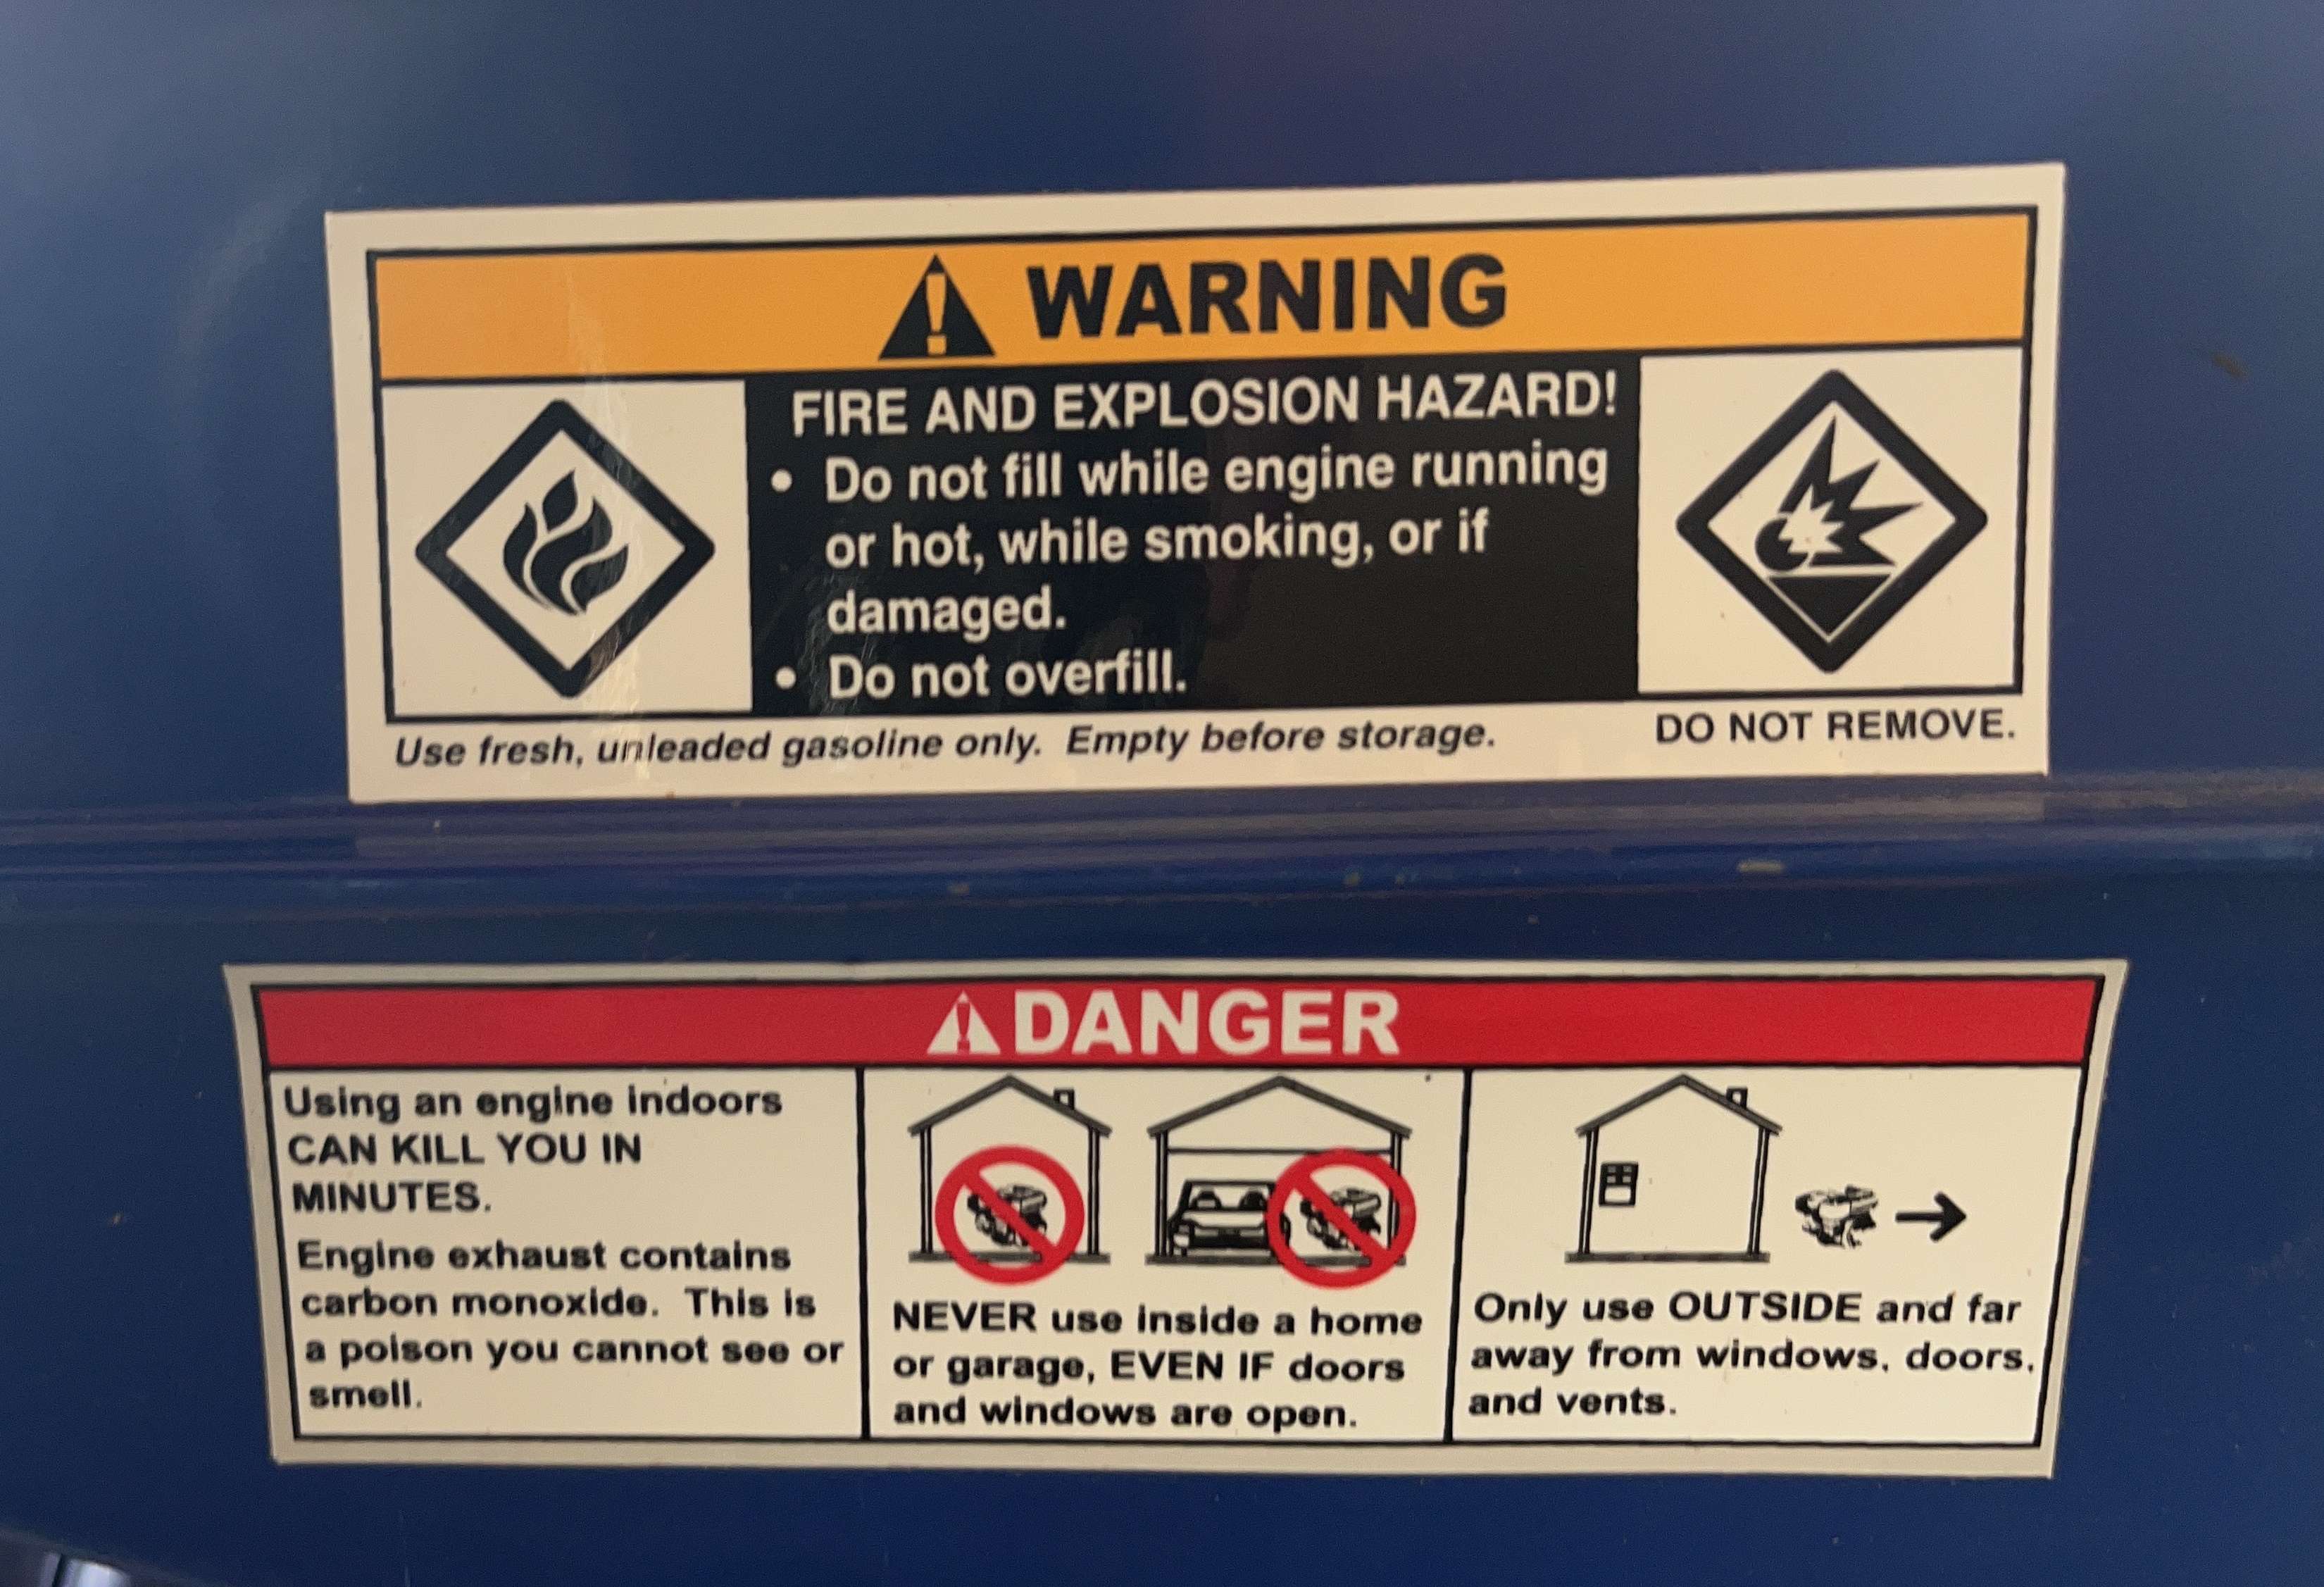 WARNING
FIRE AND EXPLOSION HAZARD!
• Do not fill while engine running
or hot, while smoking, or if
damaged.
• Do not overfill.
Use fresh, unleaded gasoline only. Empty before storage.
DO NOT REMOVE.
DANGER
Using an engine indoors
CAN KILL YOU IN
MINUTES.
Engine exhaust contains
carbon monoxide. This is
a poison you cannot see or
smell.
NEVER use inside a home
or garage, EVEN IF doors
and windows are open.
Only use OUTSIDE and far
away from windows, doors,
and vents.